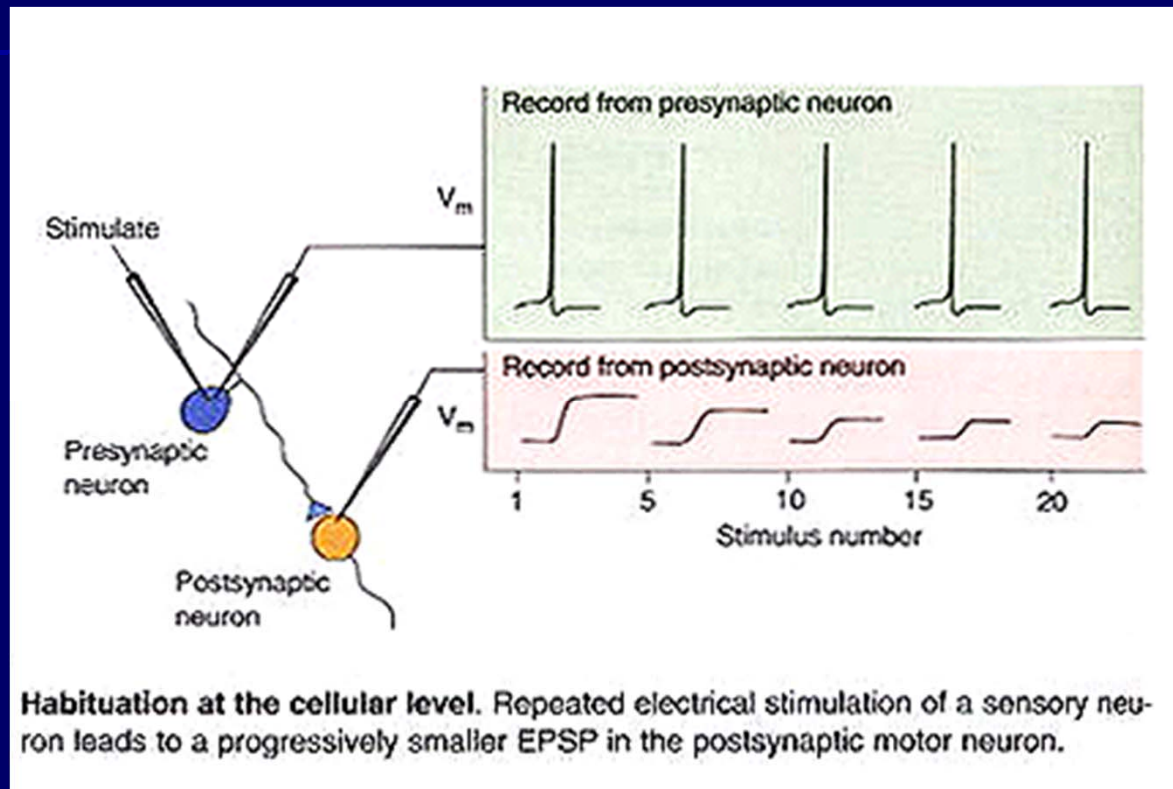 Record from presynaptic neuron
Vm
Stimulate
Record from postsynaptic neuron
Vm
Presynaptic
neuron
1 5 10 15 20
Stimulus number
Postsynaptic
neuron
Habituation at the cellular level. Repeated electrical stimulation of a sensory neu-
ron leads to a progressively smaller EPSP in the postsynaptic motor neuron.